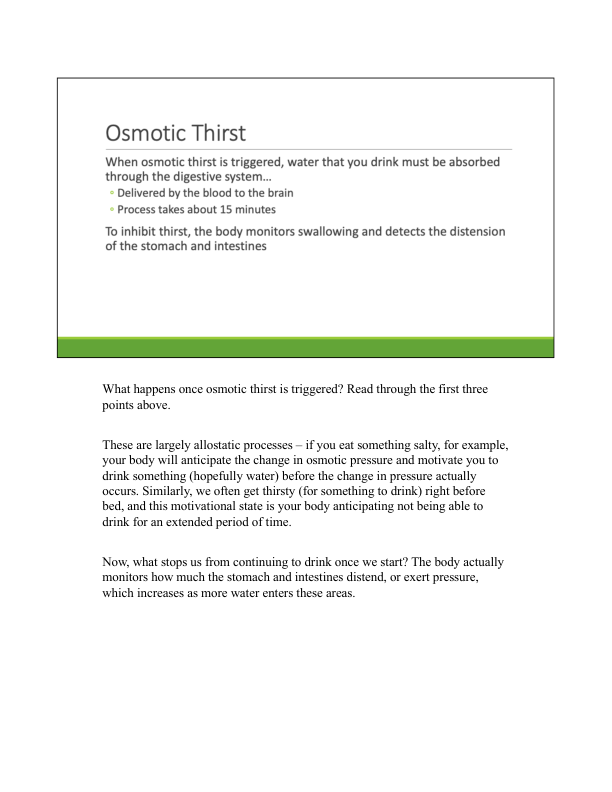 Osmotic Thirst
When osmotic thirst is triggered, water that you drink must be absorbed
through the digestive system…
◦ Delivered by the blood to the brain
◦ Process takes about 15 minutes
To inhibit thirst, the body monitors swallowing and detects the distension
of the stomach and intestines
What happens once osmotic thirst is triggered? Read through the first three
points above.
These are largely allostatic processes – if you eat something salty, for example,
your body will anticipate the change in osmotic pressure and motivate you to
drink something (hopefully water) before the change in pressure actually
occurs. Similarly, we often get thirsty (for something to drink) right before
bed, and this motivational state is your body anticipating not being able to
drink for an extended period of time.
Now, what stops us from continuing to drink once we start? The body actually
monitors how much the stomach and intestines distend, or exert pressure,
which increases as more water enters these areas.